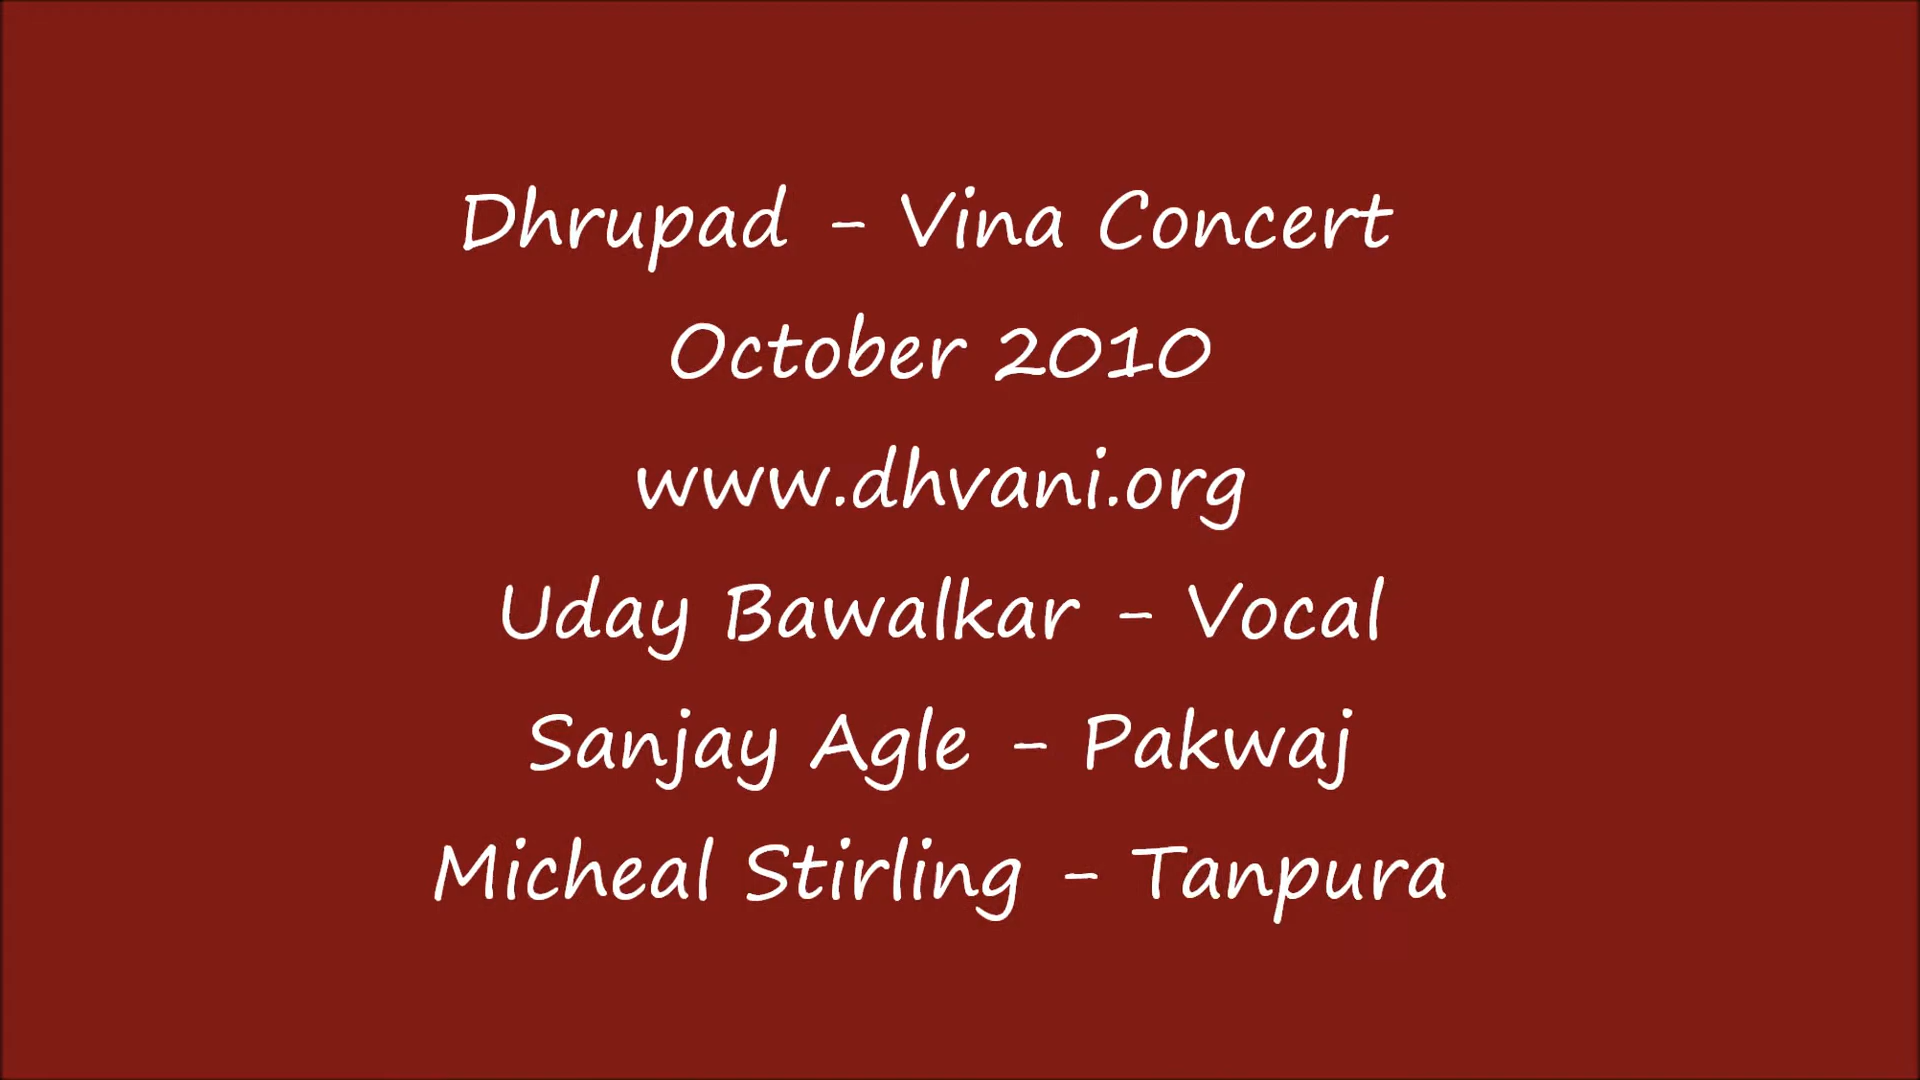 Dhrupad - Vina Concert
October 2010
www.dhvani.org
Uday Bawalkar - Vocal
Sanjay Agle - Pakwaj
Micheal Stirling - Tanpura